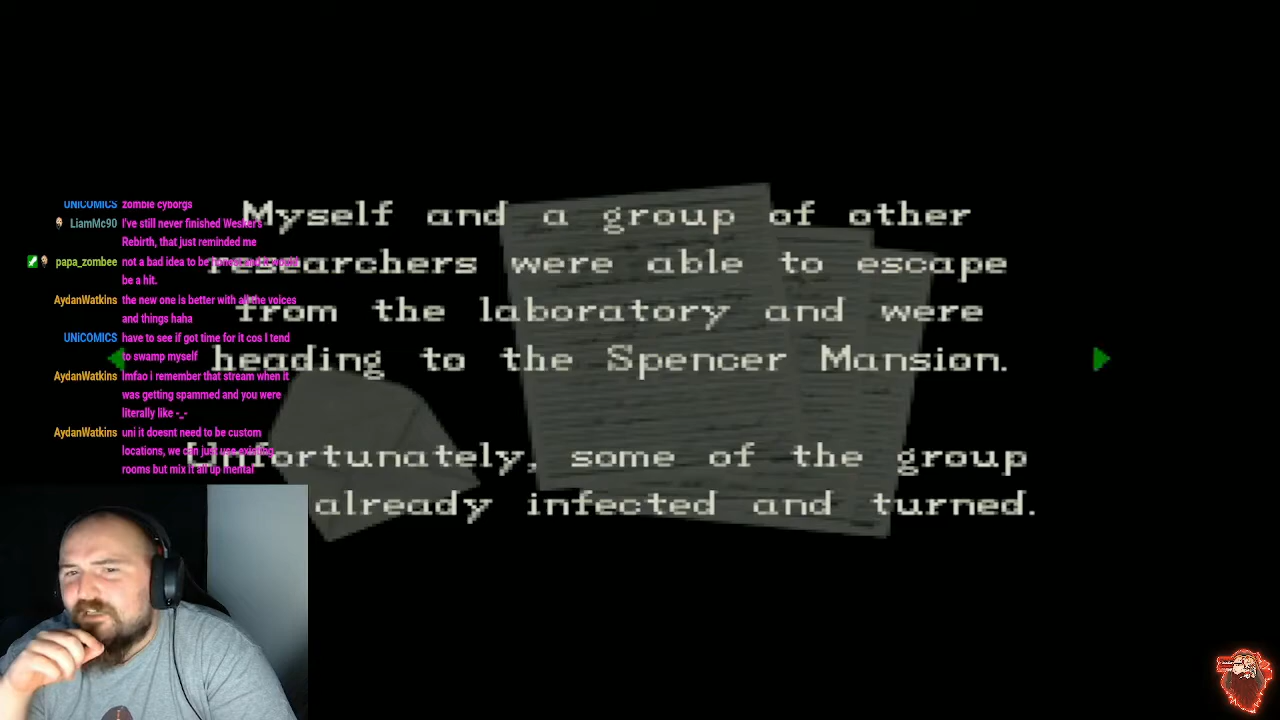 UNICOMICS zombie cyborgs
LiamMc90 I've still never finished Wesker's
Rebirth, that just reminded me
papa_zombee not a bad idea to be honest and it would
be a hit.
AydanWatkins the new one is better with all the voices
and things haha
UNICOMICS have to see if got time for it cos I tend
to swamp myself
AydanWatkins lmfao i remember that stream when it
was getting spammed and you were
literally like -_-
AydanWatkins uni it doesnt need to be custom
locations, we can just use existing
rooms but mix it all up mental
Myself and a group of other
researchers were able to escape
from the laboratory and were
heading to the Spencer Mansion.
Unfortunately, some of the group
already infected and turned.